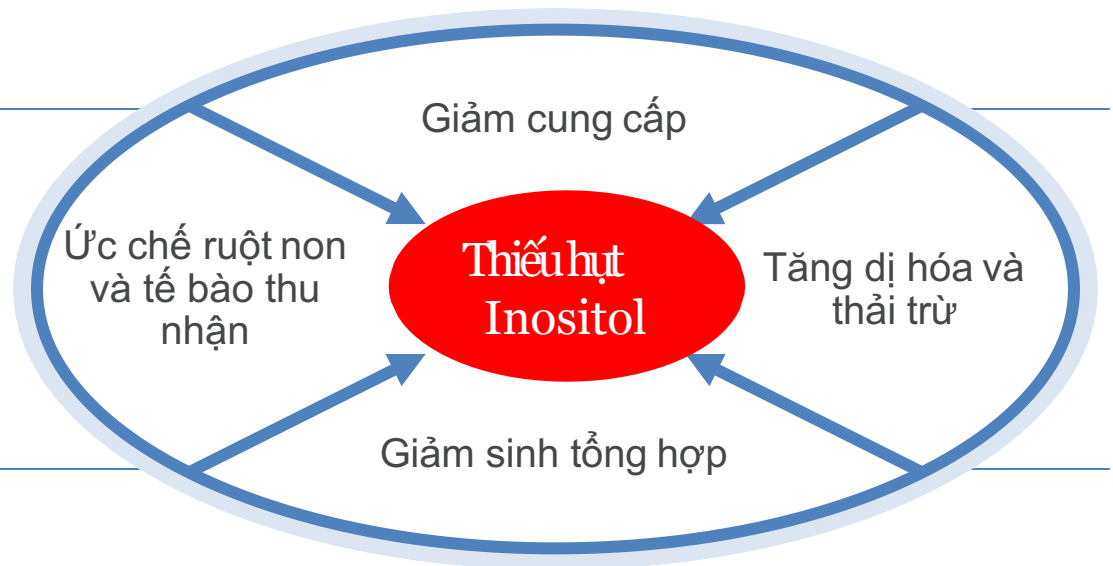 Giảm cung cấp
Ức chế ruột non
và tế bào thu
nhận
Thiếu hụt
Inositol
Tăng dị hóa và
thải trừ
Giảm sinh tổng hợp